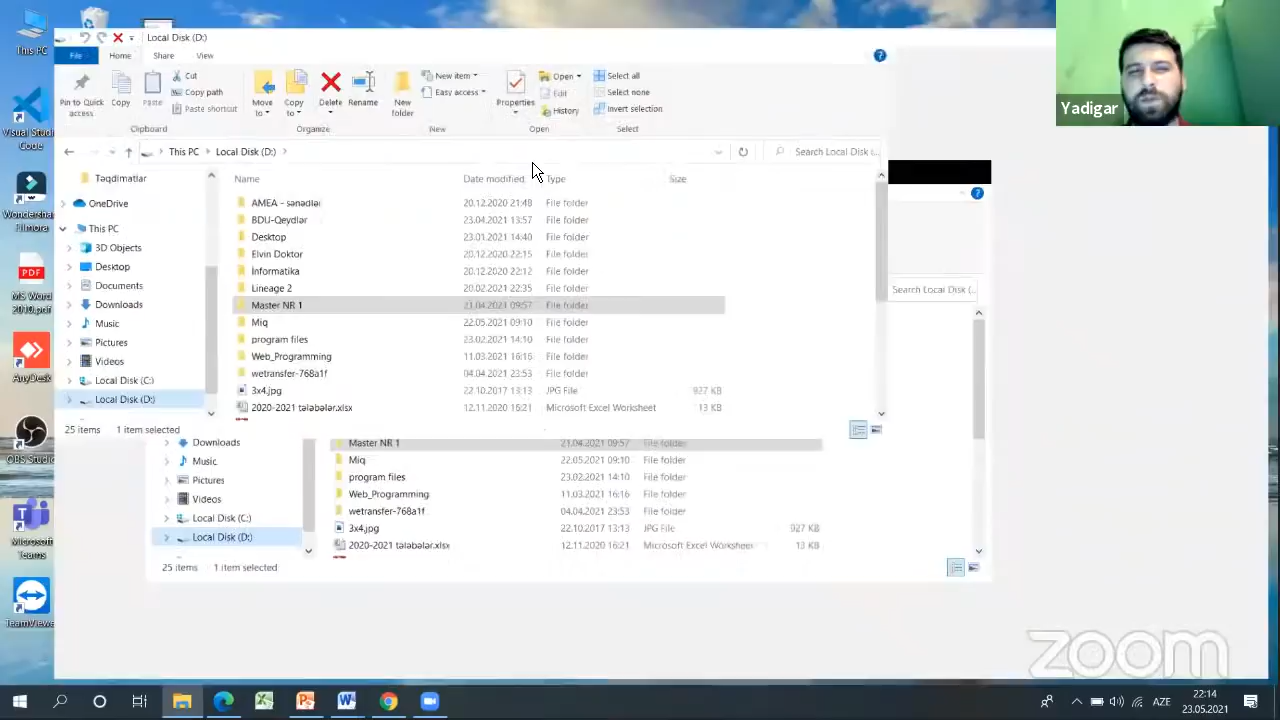 This PC
Visual Studio
Code
Wondershare
Filmora
MS Word
2010.pdf
AnyDesk
OBS Studio
Microsoft
Teams
TeamViewer
Local Disk (D:)
File
Home
Share
View
Pin to Quick
access
Copy
Paste
Cut
Copy path
Paste shortcut
Clipboard
Move
to
Copy
to
Delete
Rename
Organize
New
folder
New item
Easy access
New
Properties
Open
Edit
History
Open
Select all
Select none
Invert selection
Select
This PC
Local Disk (D:)
Search Local Disk (...
Təqdimatlar
OneDrive
This PC
3D Objects
Desktop
Documents
Downloads
Music
Pictures
Videos
Local Disk (C:)
Local Disk (D:)
Name Date modified Type Size
AMEA - sənədlər 20.12.2020 21:48 File folder
BDU-Qeydlər 23.04.2021 13:57 File folder
Desktop 23.01.2021 14:40 File folder
Elvin Doktor 20.12.2020 22:15 File folder
İnformatika 20.12.2020 22:12 File folder
Lineage 2 20.02.2021 22:35 File folder
Master NR 1 21.04.2021 09:57 File folder
Miq 22.05.2021 09:10 File folder
program files 23.02.2021 14:10 File folder
Web_Programming 11.03.2021 16:16 File folder
wetransfer-768a1f 04.04.2021 23:53 File folder
3x4.jpg 22.10.2017 13:13 JPG File 927 KB
2020-2021 tələbələr.xlsx 12.11.2020 16:21 Microsoft Excel Worksheet 13 KB
25 items 1 item selected
Search Local Disk (...
Downloads
Music
Pictures
Videos
Local Disk (C:)
Local Disk (D:)
Master NR 1 21.04.2021 09:57 File folder
Miq 22.05.2021 09:10 File folder
program files 23.02.2021 14:10 File folder
Web_Programming 11.03.2021 16:16 File folder
wetransfer-768a1f 04.04.2021 23:53 File folder
3x4.jpg 22.10.2017 13:13 JPG File 927 KB
2020-2021 tələbələr.xlsx 12.11.2020 16:21 Microsoft Excel Worksheet 13 KB
25 items 1 item selected
Yadigar
zoom
AZE
22:14
23.05.2021